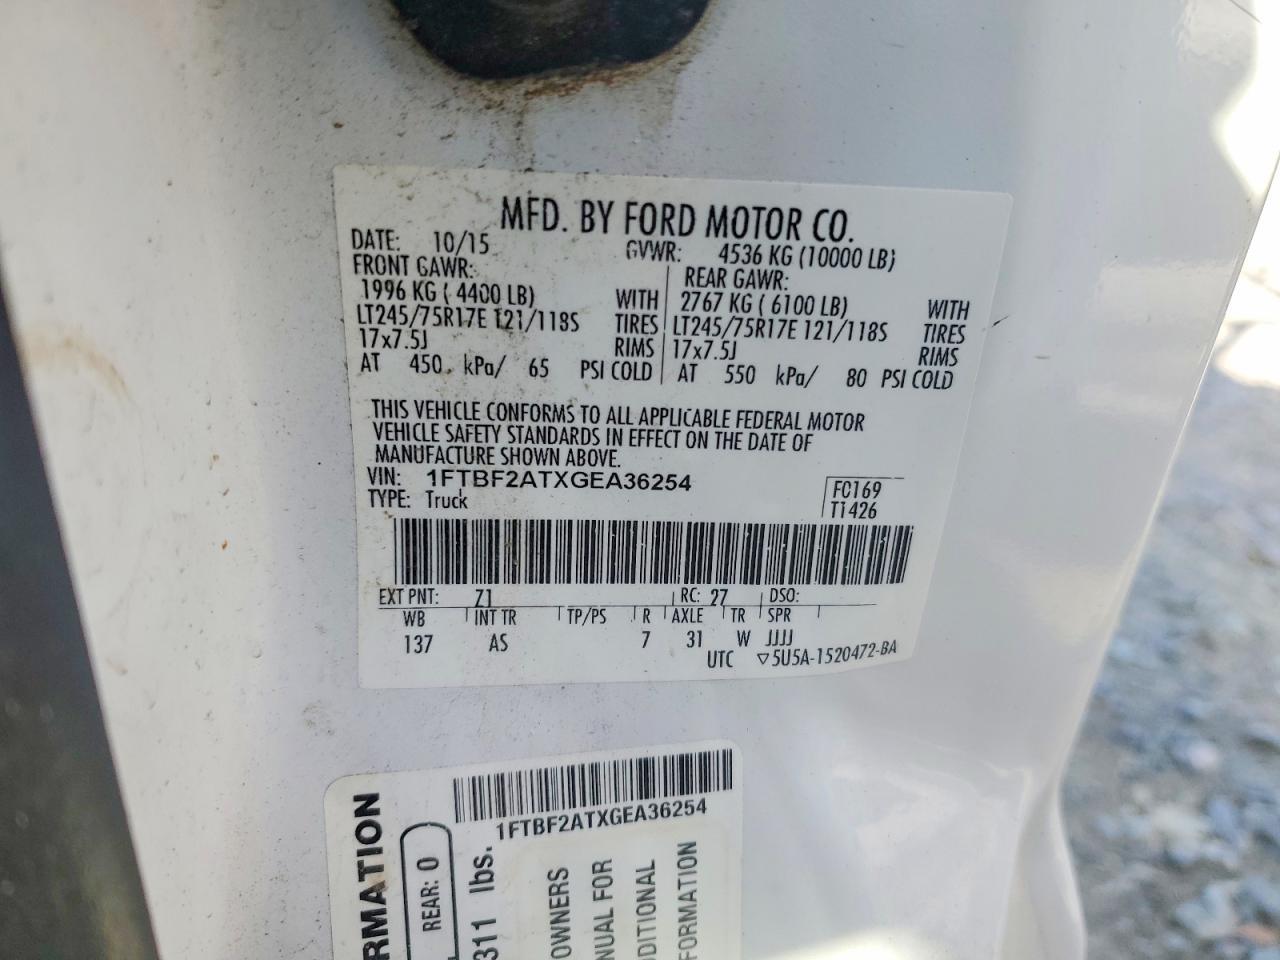 MFD. BY FORD MOTOR CO.
DATE: 10/15 GVWR: 4536 KG (10000 LB)
FRONT GAWR: REAR GAWR:
1996 KG ( 4400 LB) WITH 2767 KG ( 6100 LB) WITH
LT245/75R17E 121/118S TIRES LT245/75R17E 121/118S TIRES
17x7.5J RIMS 17x7.5J RIMS
AT 450 kPa/ 65 PSI COLD AT 550 kPa/ 80 PSI COLD
THIS VEHICLE CONFORMS TO ALL APPLICABLE FEDERAL MOTOR
VEHICLE SAFETY STANDARDS IN EFFECT ON THE DATE OF
MANUFACTURE SHOWN ABOVE.
VIN: 1FTBF2ATXGEA36254
TYPE: Truck
FC169
T1426
EXT PNT: Z1 RC: 27 DSO:
WB INT TR TP/PS R AXLE TR SPR
137 AS 7 31 W JJJJ
UTC ▽5U5A-1520472-BA
1FTBF2ATXGEA36254
RMATION
REAR: 0
311 lbs.
OWNERS
NUAL FOR
DITIONAL
FORMATION